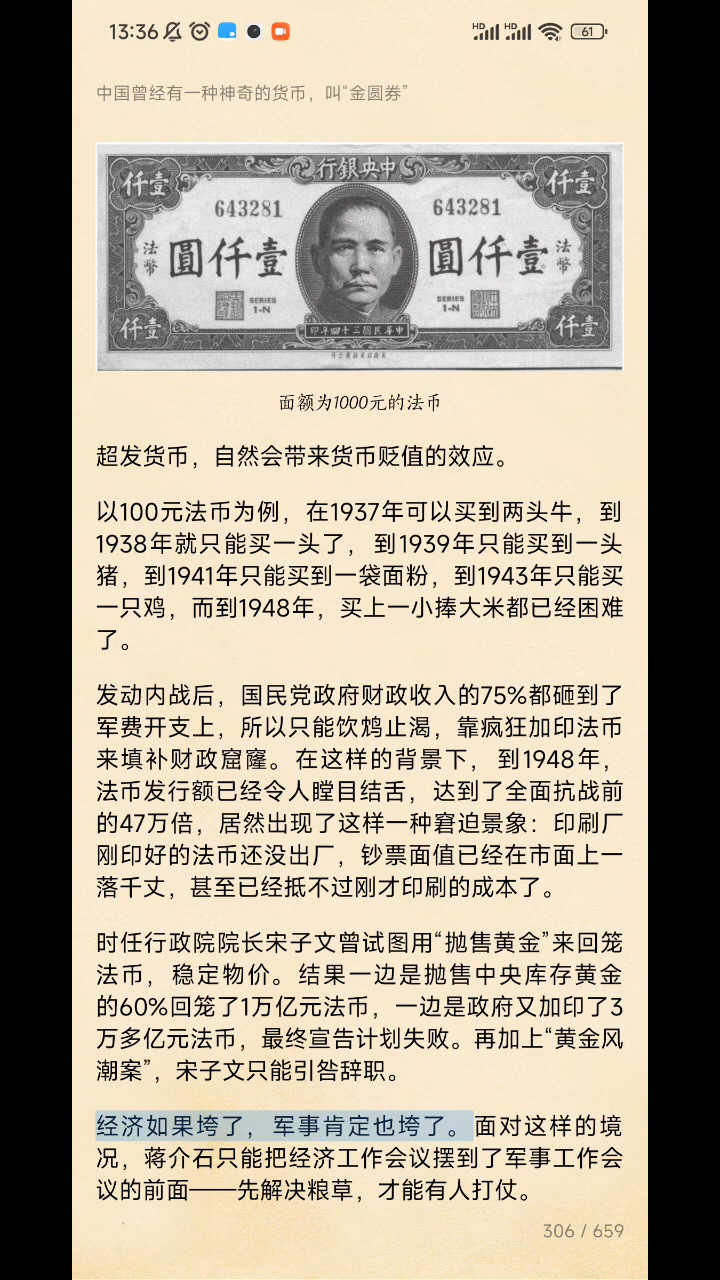 13:36
HD HD 61
中国曾经有一种神奇的货币，叫“金圆券”
行銀央中
仟壹 仟壹
643281 643281
法幣 圓仟壹 圓仟壹 法幣
SERIES 1-N SERIES 1-N
仟壹 印年四十三國民華中 仟壹
面额为1000元的法币
超发货币，自然会带来货币贬值的效应。
以100元法币为例，在1937年可以买到两头牛，到
1938年就只能买一头了，到1939年只能买到一头
猪，到1941年只能买到一袋面粉，到1943年只能买
一只鸡，而到1948年，买上一小捧大米都已经困难
了。
发动内战后，国民党政府财政收入的75%都砸到了
军费开支上，所以只能饮鸩止渴，靠疯狂加印法币
来填补财政窟窿。在这样的背景下，到1948年，
法币发行额已经令人瞠目结舌，达到了全面抗战前
的47万倍，居然出现了这样一种窘迫景象：印刷厂
刚印好的法币还没出厂，钞票面值已经在市面上一
落千丈，甚至已经抵不过刚才印刷的成本了。
时任行政院院长宋子文曾试图用“抛售黄金”来回笼
法币，稳定物价。结果一边是抛售中央库存黄金
的60%回笼了1万亿元法币，一边是政府又加印了3
万多亿元法币，最终宣告计划失败。再加上“黄金风
潮案”，宋子文只能引咎辞职。
经济如果垮了，军事肯定也垮了。面对这样的境
况，蒋介石只能把经济工作会议摆到了军事工作会
议的前面——先解决粮草，才能有人打仗。
306 / 659